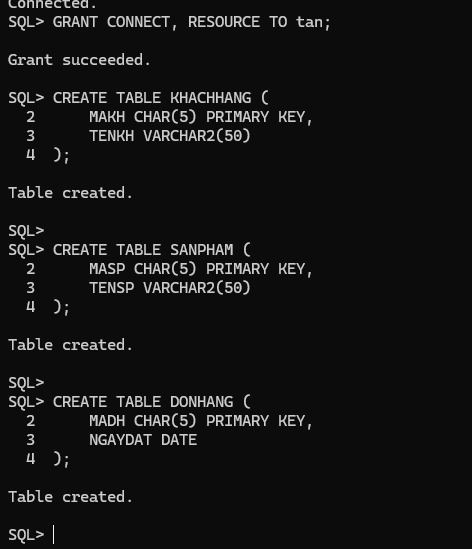 Connected.
SQL> GRANT CONNECT, RESOURCE TO tan;
Grant succeeded.
SQL> CREATE TABLE KHACHHANG (
2 MAKH CHAR(5) PRIMARY KEY,
3 TENKH VARCHAR2(50)
4 );
Table created.
SQL>
SQL> CREATE TABLE SANPHAM (
2 MASP CHAR(5) PRIMARY KEY,
3 TENSP VARCHAR2(50)
4 );
Table created.
SQL>
SQL> CREATE TABLE DONHANG (
2 MADH CHAR(5) PRIMARY KEY,
3 NGAYDAT DATE
4 );
Table created.
SQL>